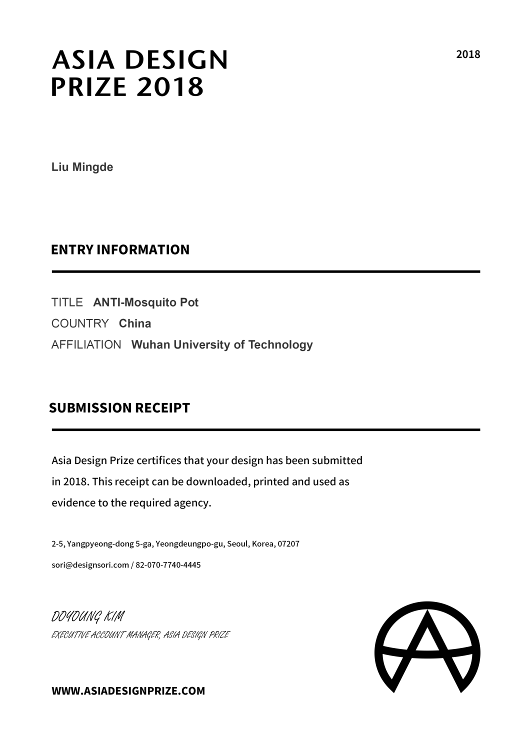 ASIA DESIGN
PRIZE 2018
2018
Liu Mingde
ENTRY INFORMATION
TITLE ANTI-Mosquito Pot
COUNTRY China
AFFILIATION Wuhan University of Technology
SUBMISSION RECEIPT
Asia Design Prize certifices that your design has been submitted
in 2018. This receipt can be downloaded, printed and used as
evidence to the required agency.
2-5, Yangpyeong-dong 5-ga, Yeongdeungpo-gu, Seoul, Korea, 07207
sori@designsori.com / 82-070-7740-4445
DOYOUNG KIM
EXECUTIVE ACCOUNT MANAGER, ASIA DESIGN PRIZE
WWW.ASIADESIGNPRIZE.COM